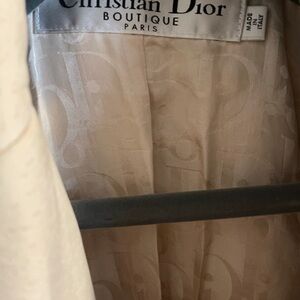 Christian Dior
BOUTIQUE
PARIS
MADE
IN
ITALY